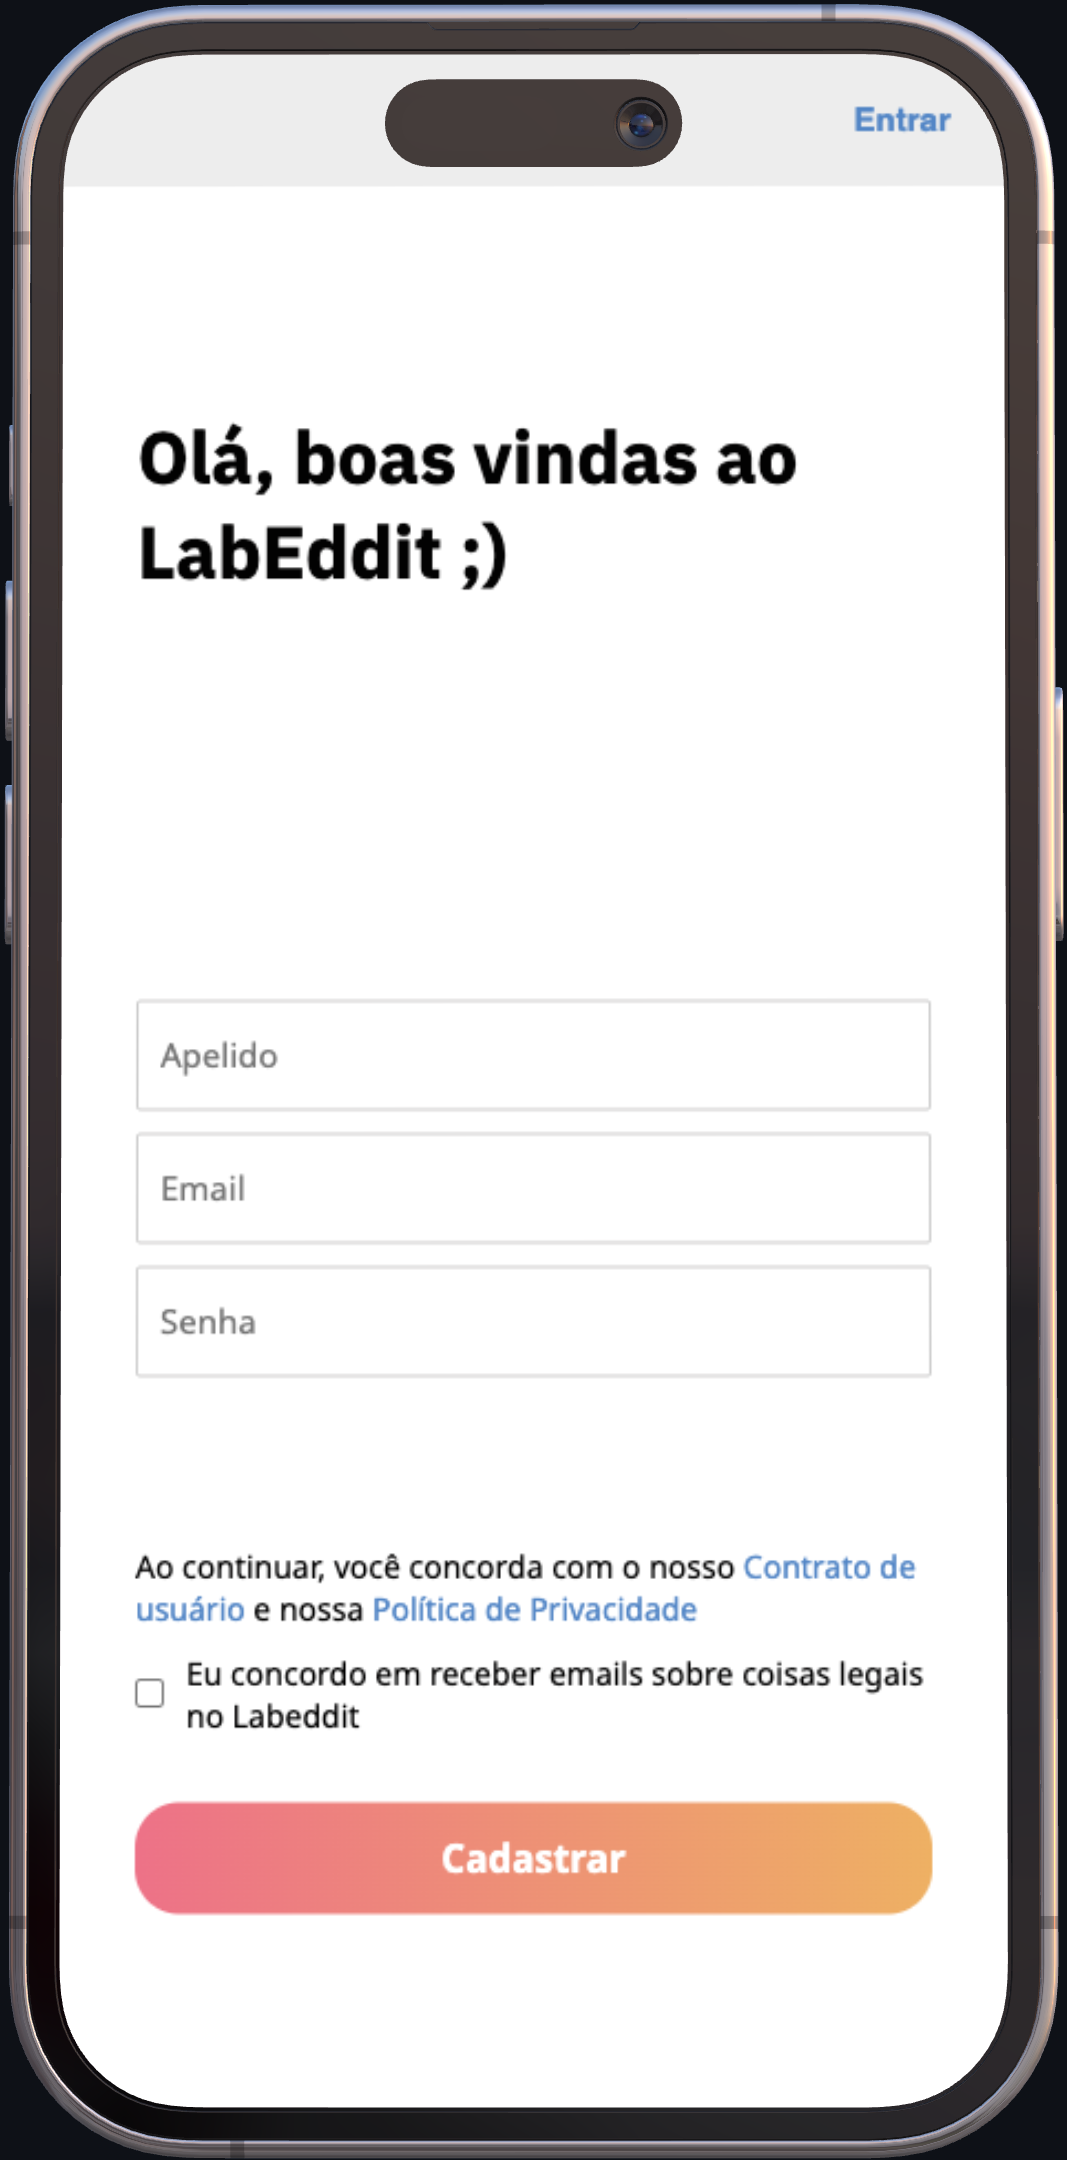 Entrar
Olá, boas vindas ao
LabEddit ;)
Apelido
Email
Senha
Ao continuar, você concorda com o nosso Contrato de
usuário e nossa Política de Privacidade
Eu concordo em receber emails sobre coisas legais
no Labeddit
Cadastrar